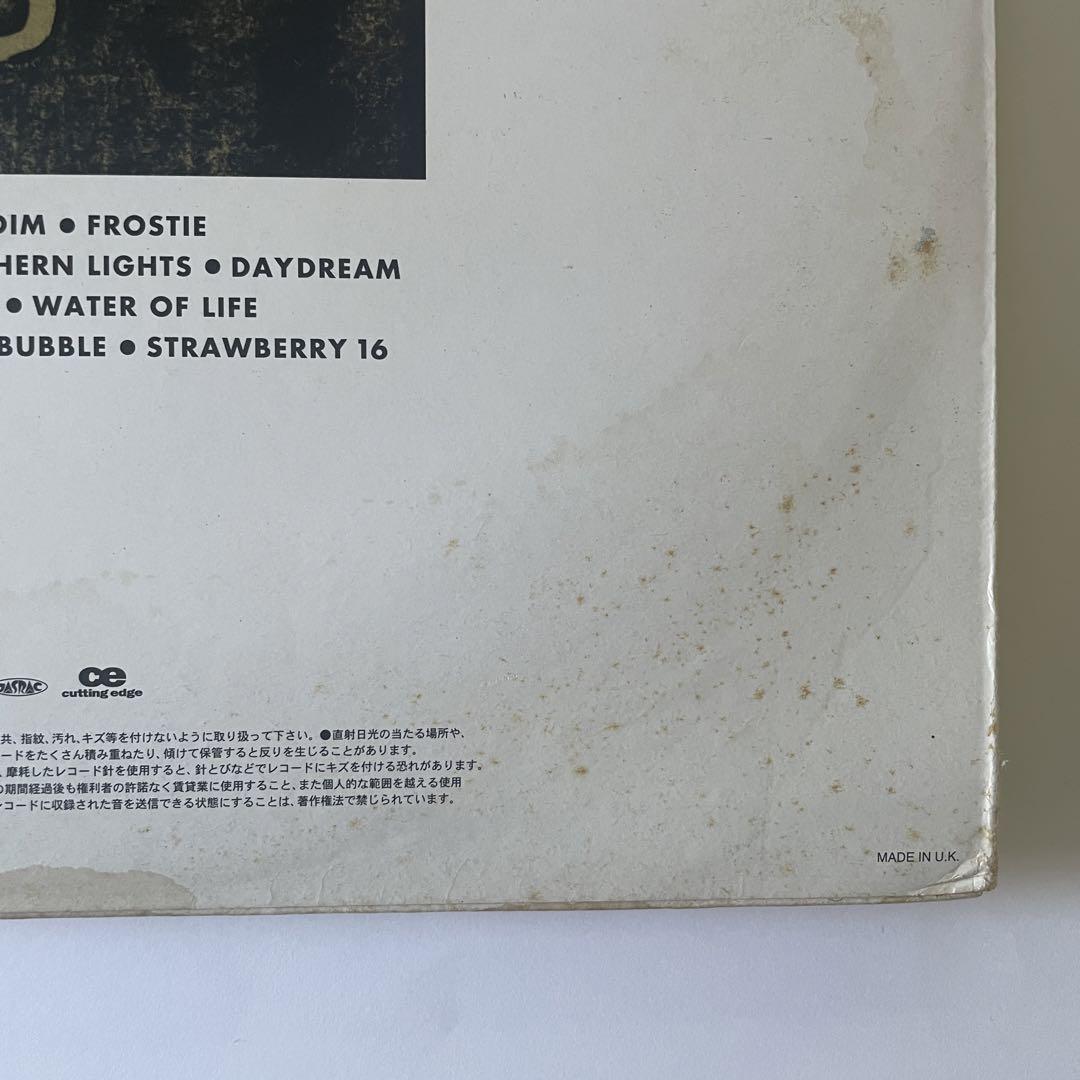 DIM ● FROSTIE
HERN LIGHTS ● DAYDREAM
● WATER OF LIFE
BUBBLE ● STRAWBERRY 16
JASRAC
ce
cutting edge
共、指紋、汚れ、キズ等を付けないように取り扱って下さい。●直射日光の当たる場所や、
ードをたくさん積み重ねたり、傾けて保管すると反りを生じることがあります。
、摩耗したレコード針を使用すると、針とびなどでレコードにキズを付ける恐れがあります。
の期間経過後も権利者の許諾なく賃貸業に使用すること、また個人的な範囲を越える使用
レコードに収録された音を送信できる状態にすることは、著作権法で禁じられています。
MADE IN U.K.